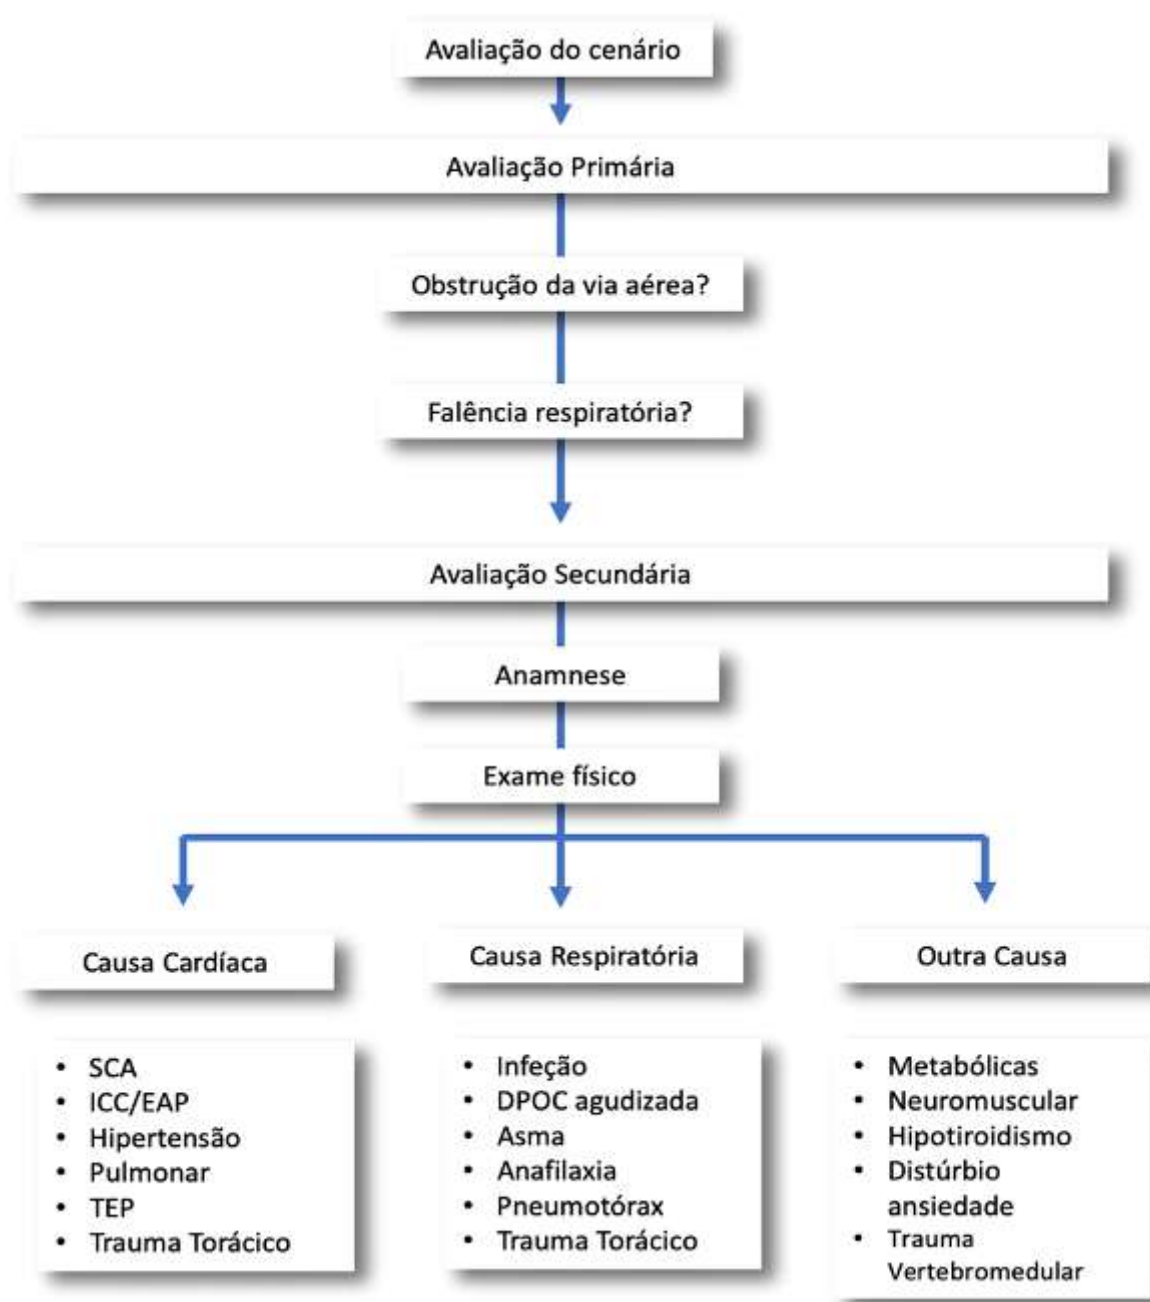 Avaliação do cenário
Avaliação Primária
Obstrução da via aérea?
Falência respiratória?
Avaliação Secundária
Anamnese
Exame físico
Causa Cardíaca
• SCA
• ICC/EAP
• Hipertensão
• Pulmonar
• TEP
• Trauma Torácico
Causa Respiratória
• Infeção
• DPOC agudizada
• Asma
• Anafilaxia
• Pneumotórax
• Trauma Torácico
Outra Causa
• Metabólicas
• Neuromuscular
• Hipotiroidismo
• Distúrbio
ansiedade
• Trauma
Vertebromedular